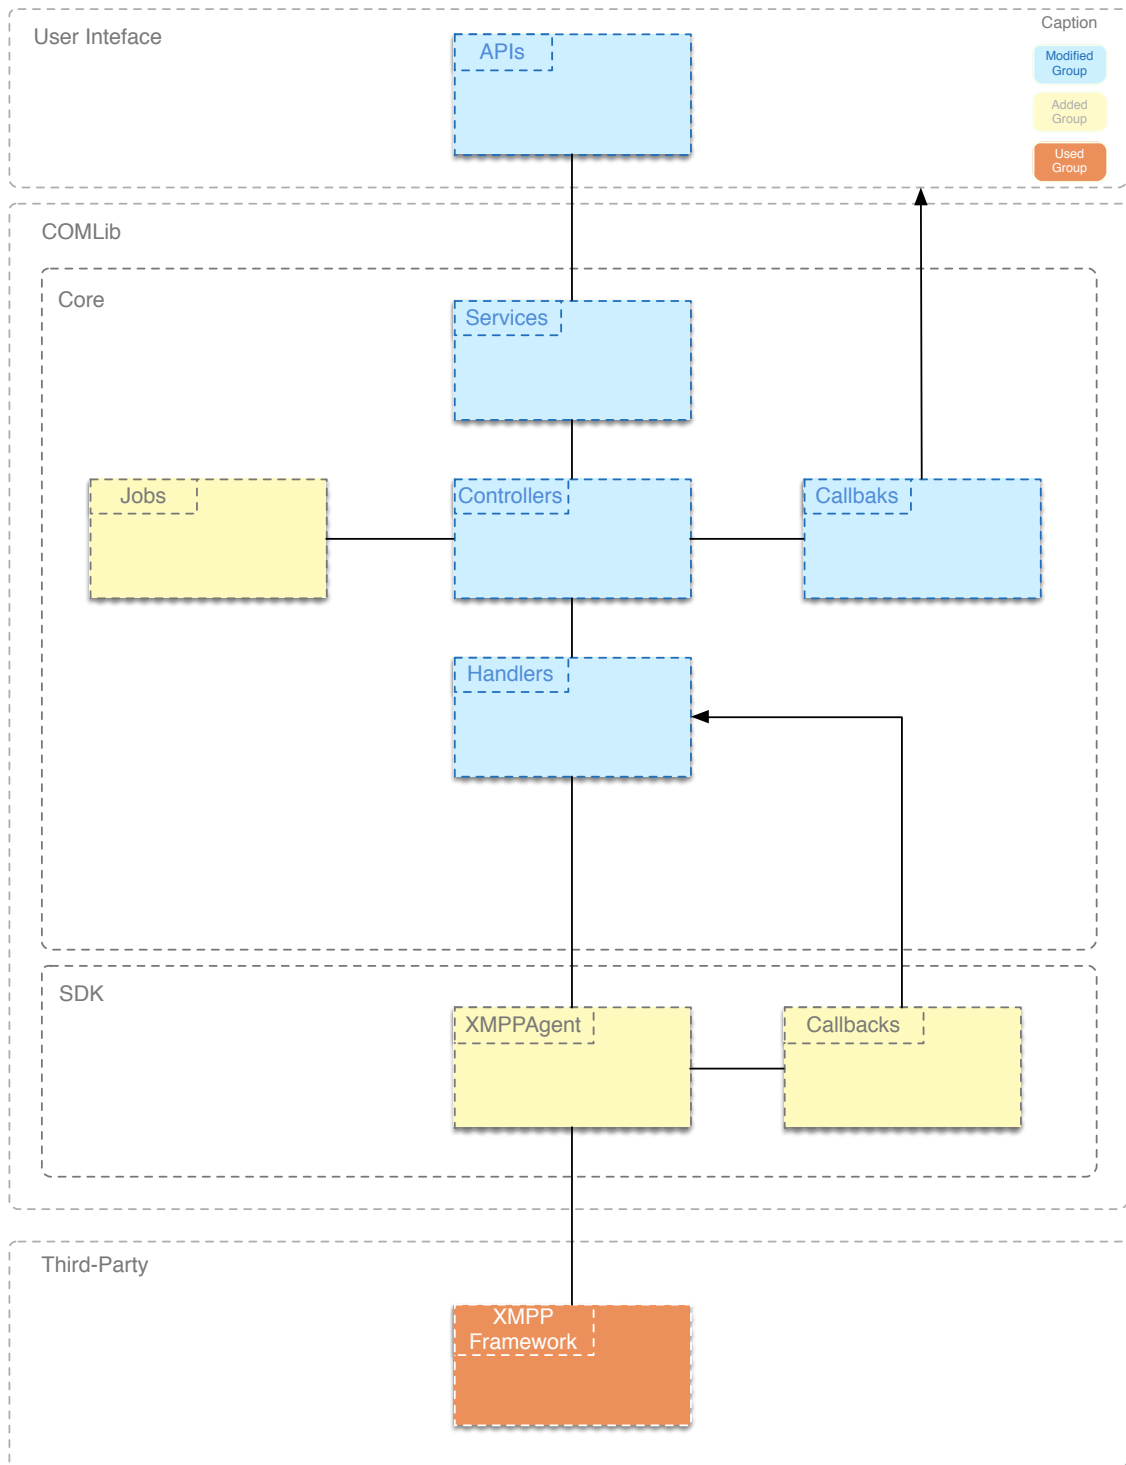 User Inteface
APIs
Caption
Modified
Group
Added
Group
Used
Group
COMLib
Core
Services
Jobs
Controllers
Callbaks
Handlers
SDK
XMPPAgent
Callbacks
Third-Party
XMPP
Framework